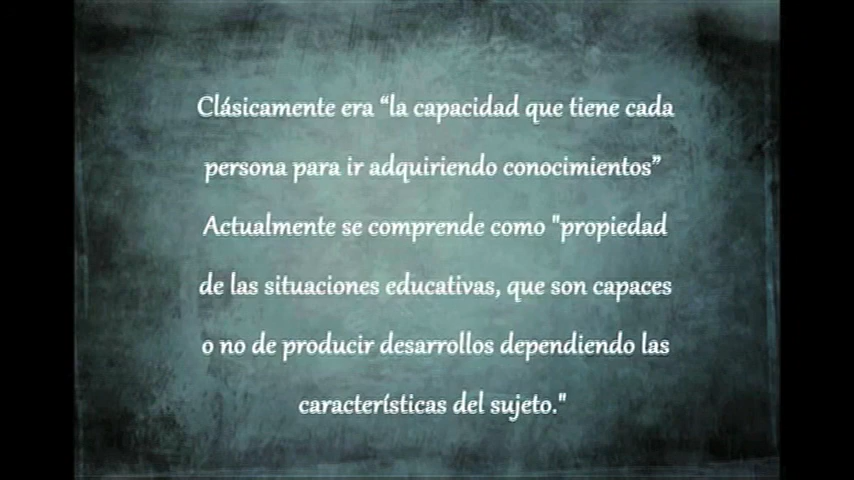 Clásicamente era “la capacidad que tiene cada
persona para ir adquiriendo conocimientos”
Actualmente se comprende como "propiedad
de las situaciones educativas, que son capaces
o no de producir desarrollos dependiendo las
características del sujeto."